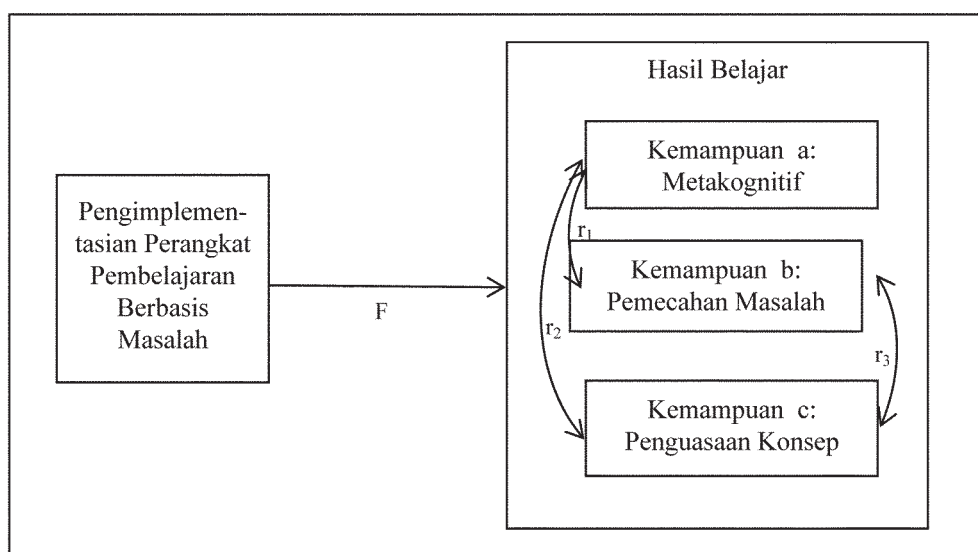 Hasil Belajar
Kemampuan a:
Metakognitif
Pengimplemen-
tasian Perangkat
Pembelajaran
Berbasis
Masalah
F
r1
Kemampuan b:
Pemecahan Masalah
r2
r3
Kemampuan c:
Penguasaan Konsep